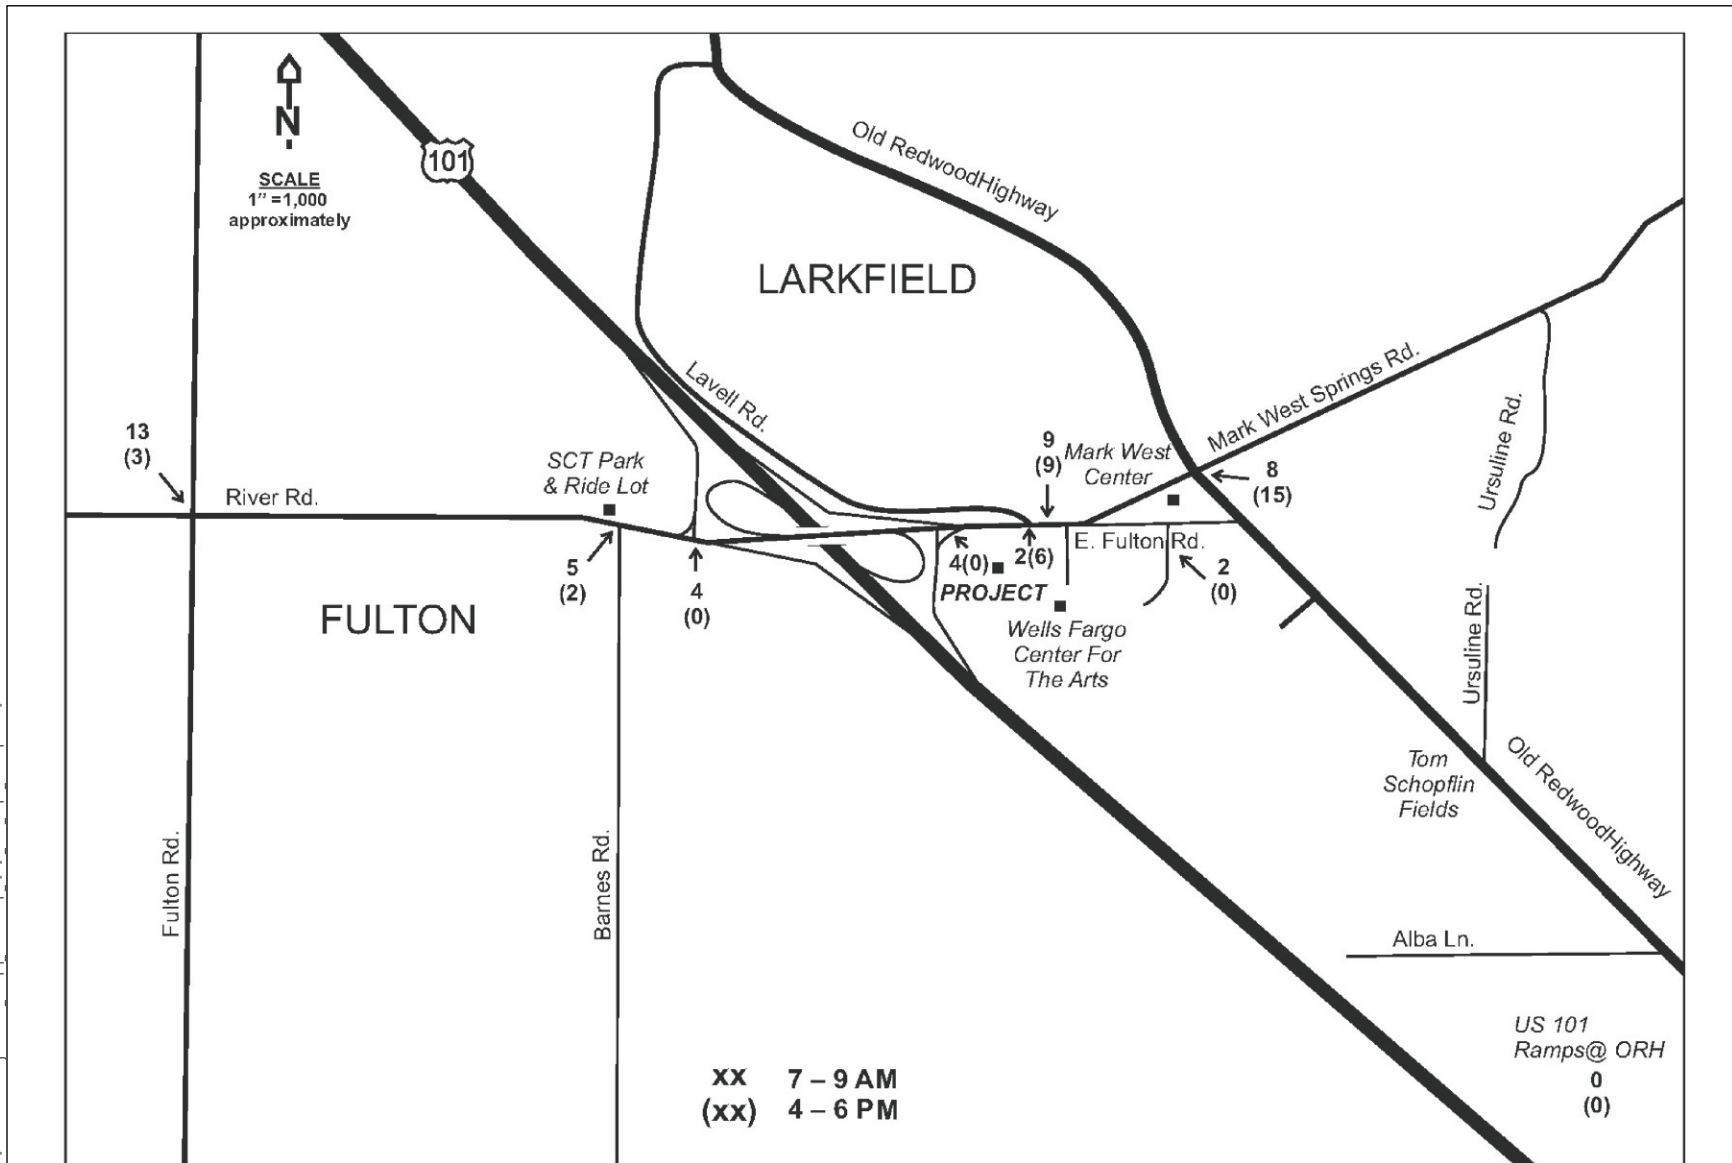 N
SCALE
1” =1,000
approximately
101
Old RedwoodHighway
LARKFIELD
Lavell Rd.
Mark West Springs Rd.
Ursuline Rd.
13
(3)
River Rd.
SCT Park
& Ride Lot
9
(9)
Mark West
Center
8
(15)
5
(2)
4
(0)
4(0)
2(6)
E. Fulton Rd.
2
(0)
PROJECT
FULTON
Wells Fargo
Center For
The Arts
Ursuline Rd.
Tom
Schopflin
Fields
Old RedwoodHighway
Fulton Rd.
Barnes Rd.
Alba Ln.
US 101
Ramps@ ORH
0
(0)
xx 7 – 9 AM
(xx) 4 – 6 PM